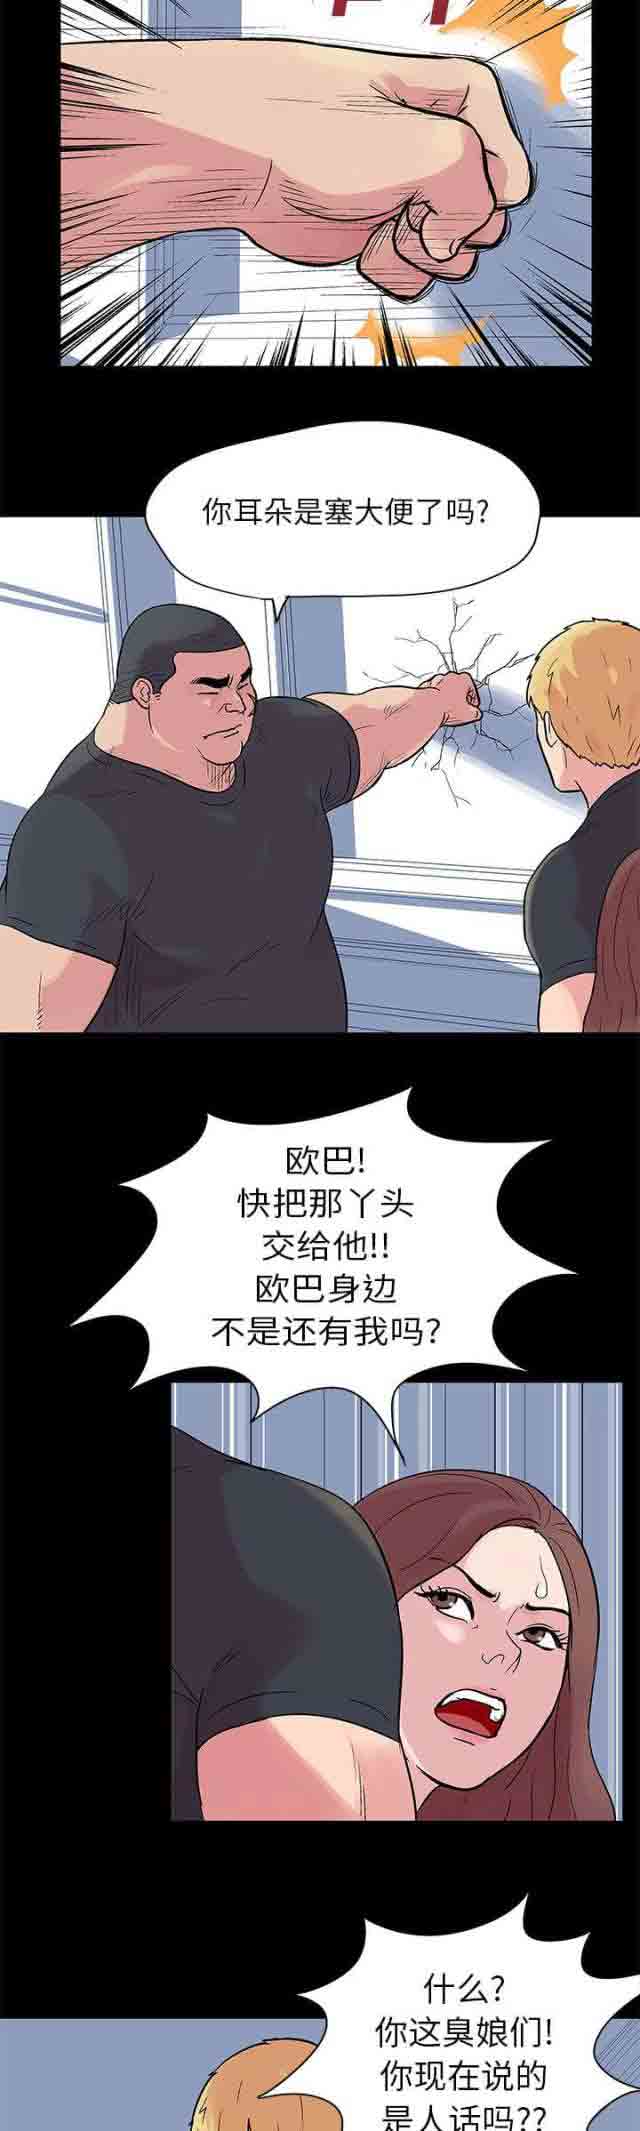 你耳朵是塞大便了吗?
欧巴!
快把那丫头
交给他!!
欧巴身边
不是还有我吗?
什么?
你这臭娘们!
你现在说的
是人话吗??